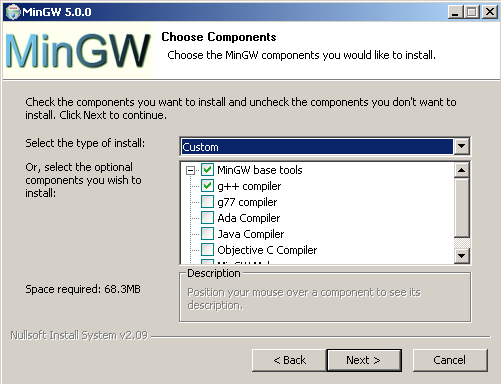 MinGW 5.0.0
MinGW
Choose Components
Choose the MinGW components you would like to install.
Check the components you want to install and uncheck the components you don't want to
install. Click Next to continue.
Select the type of install:
Custom
Or, select the optional
components you wish to
install:
MinGW base tools
g++ compiler
g77 compiler
Ada Compiler
Java Compiler
Objective C Compiler
Space required: 68.3MB
Description
Position your mouse over a component to see its
description.
Nullsoft Install System v2.09
< Back
Next >
Cancel